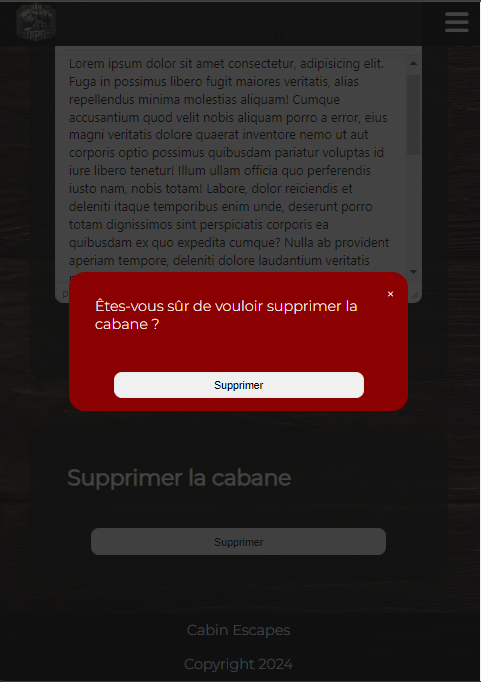 Lorem ipsum dolor sit amet consectetur, adipisicing elit.
Fuga in possimus libero fugit maiores veritatis, alias
repellendus minima molestias aliquam! Cumque
accusantium quod velit nobis aliquam porro a error, eius
magni veritatis dolore quaerat inventore nemo ut aut
corporis optio possimus quibusdam pariatur voluptas id
iure libero tenetur! Illum ullam officia quo perferendis
iusto nam, nobis totam! Labore, dolor reiciendis et
deleniti itaque temporibus enim unde, deserunt porro
totam dignissimos sint perspiciatis corporis ea
quibusdam ex quo expedita cumque? Nulla ab provident
aperiam tempore, deleniti dolore laudantium veritatis
×
Êtes-vous sûr de vouloir supprimer la
cabane ?
Supprimer
Supprimer la cabane
Supprimer
Cabin Escapes
Copyright 2024